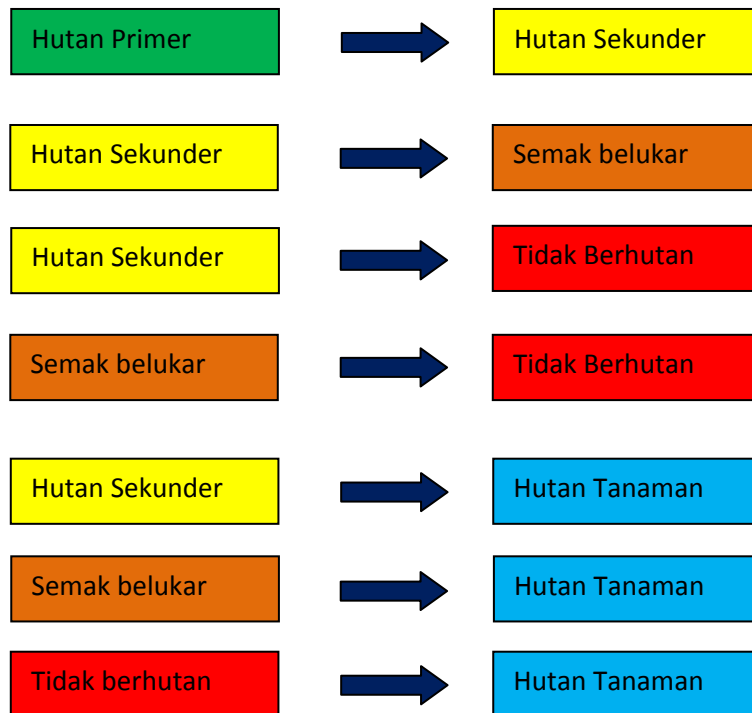 Hutan Primer
Hutan Sekunder
Hutan Sekunder
Semak belukar
Hutan Sekunder
Tidak Berhutan
Semak belukar
Tidak Berhutan
Hutan Sekunder
Hutan Tanaman
Semak belukar
Hutan Tanaman
Tidak berhutan
Hutan Tanaman